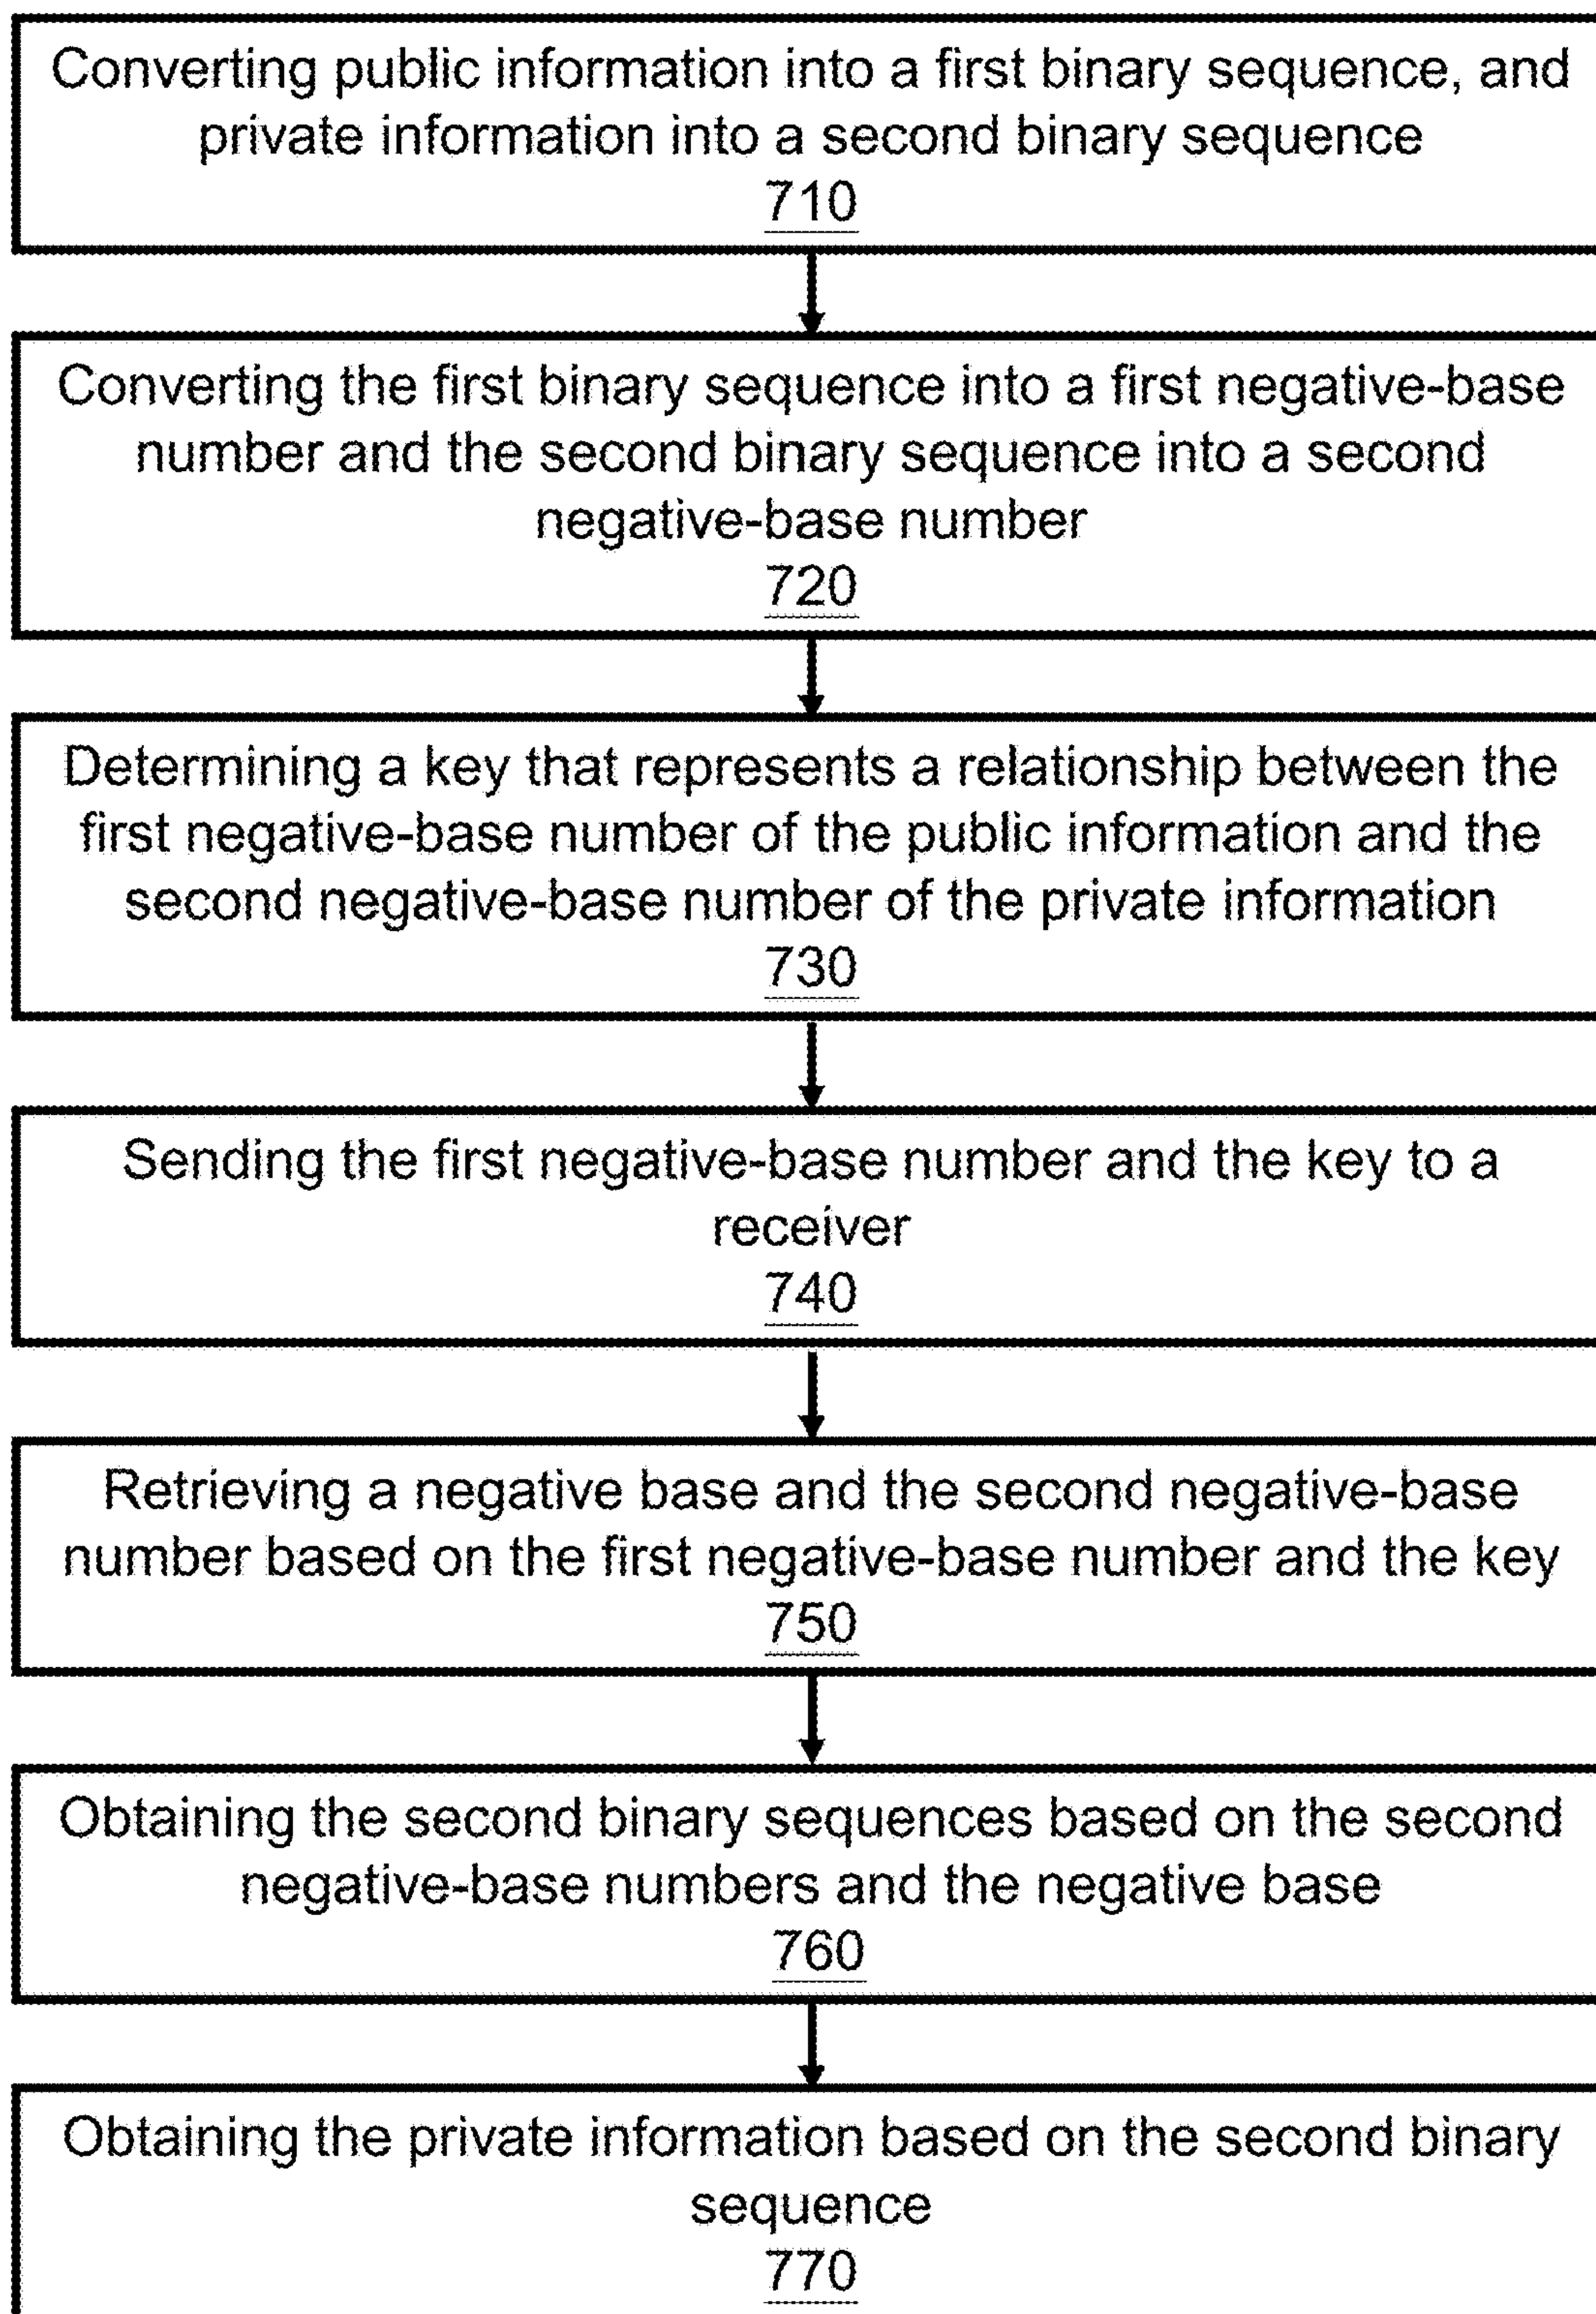 Converting public information into a first binary sequence, and
private information into a second binary sequence
710
Converting the first binary sequence into a first negative-base
number and the second binary sequence into a second
negative-base number
720
Determining a key that represents a relationship between the
first negative-base number of the public information and the
second negative-base number of the private information
730
Sending the first negative-base number and the key to a
receiver
740
Retrieving a negative base and the second negative-base
number based on the first negative-base number and the key
750
Obtaining the second binary sequences based on the second
negative-base numbers and the negative base
760
Obtaining the private information based on the second binary
sequence
770